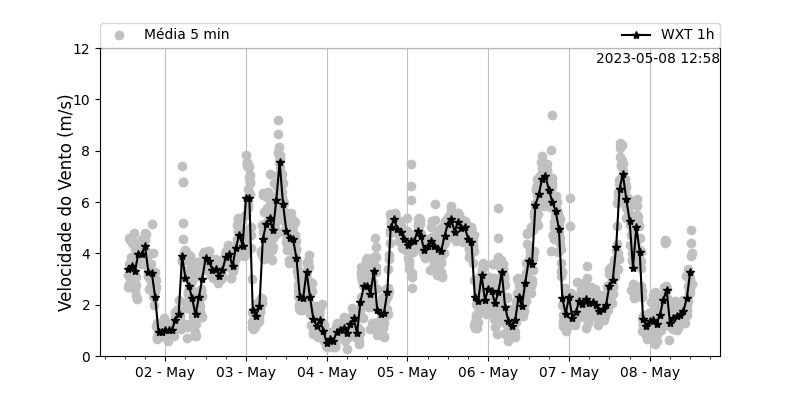 Média 5 min
WXT 1h
2023-05-08 12:58
Velocidade do Vento (m/s)
12
10
8
6
4
2
0
02 - May
03 - May
04 - May
05 - May
06 - May
07 - May
08 - May